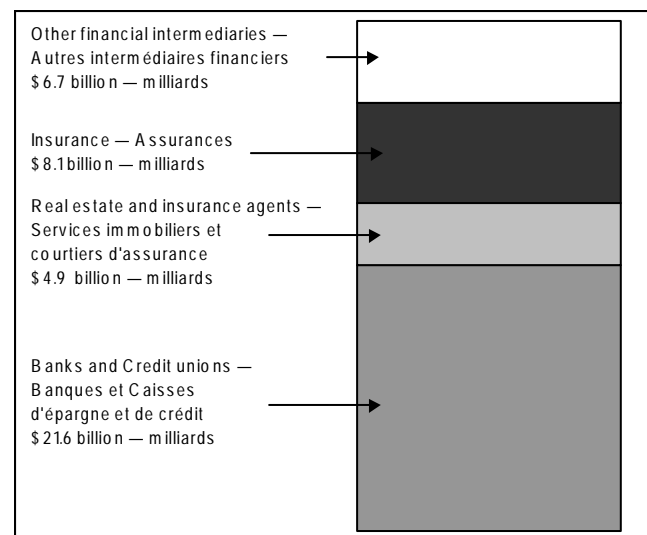 Other financial intermediaries —
Autres intermédiaires financiers
$6.7 billion — milliards
Insurance — Assurances
$8.1 billion — milliards
Real estate and insurance agents —
Services immobiliers et
courtiers d'assurance
$4.9 billion — milliards
Banks and Credit unions —
Banques et Caisses
d'épargne et de crédit
$21.6 billion — milliards